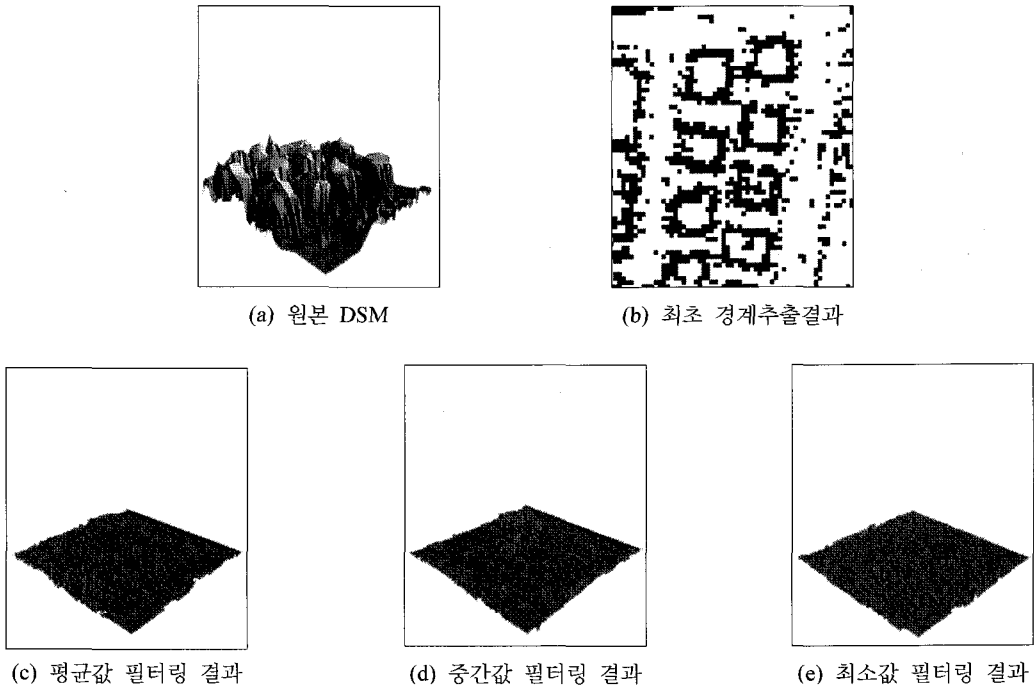 (a) 원본 DSM
(b) 최초 경계추출결과
(c) 평균값 필터링 결과
(d) 중간값 필터링 결과
(e) 최소값 필터링 결과